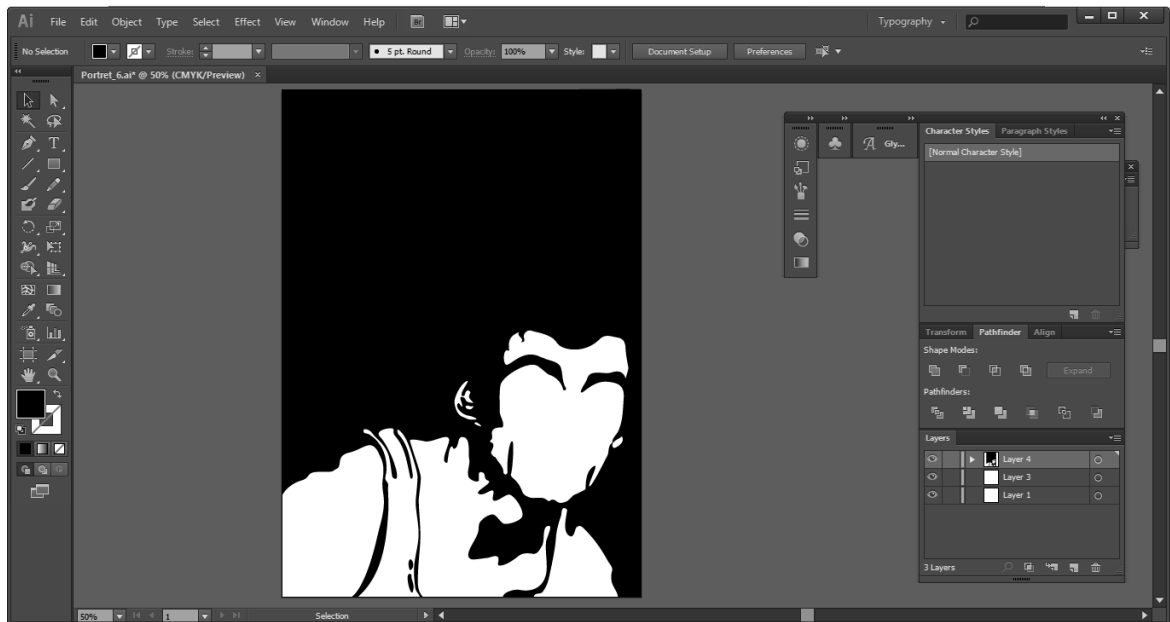 Ai File Edit Object Type Select Effect View Window Help Br Typography
No Selection Stroke: 5 pt. Round Opacity: 100% Style: Document Setup Preferences
Portret_6.ai* @ 50% (CMYK/Preview) ×
Gly...
Character Styles Paragraph Styles
[Normal Character Style]
Transform Pathfinder Align
Shape Modes:
Expand
Pathfinders:
Layers
Layer 4
Layer 3
Layer 1
3 Layers
50% 1 Selection